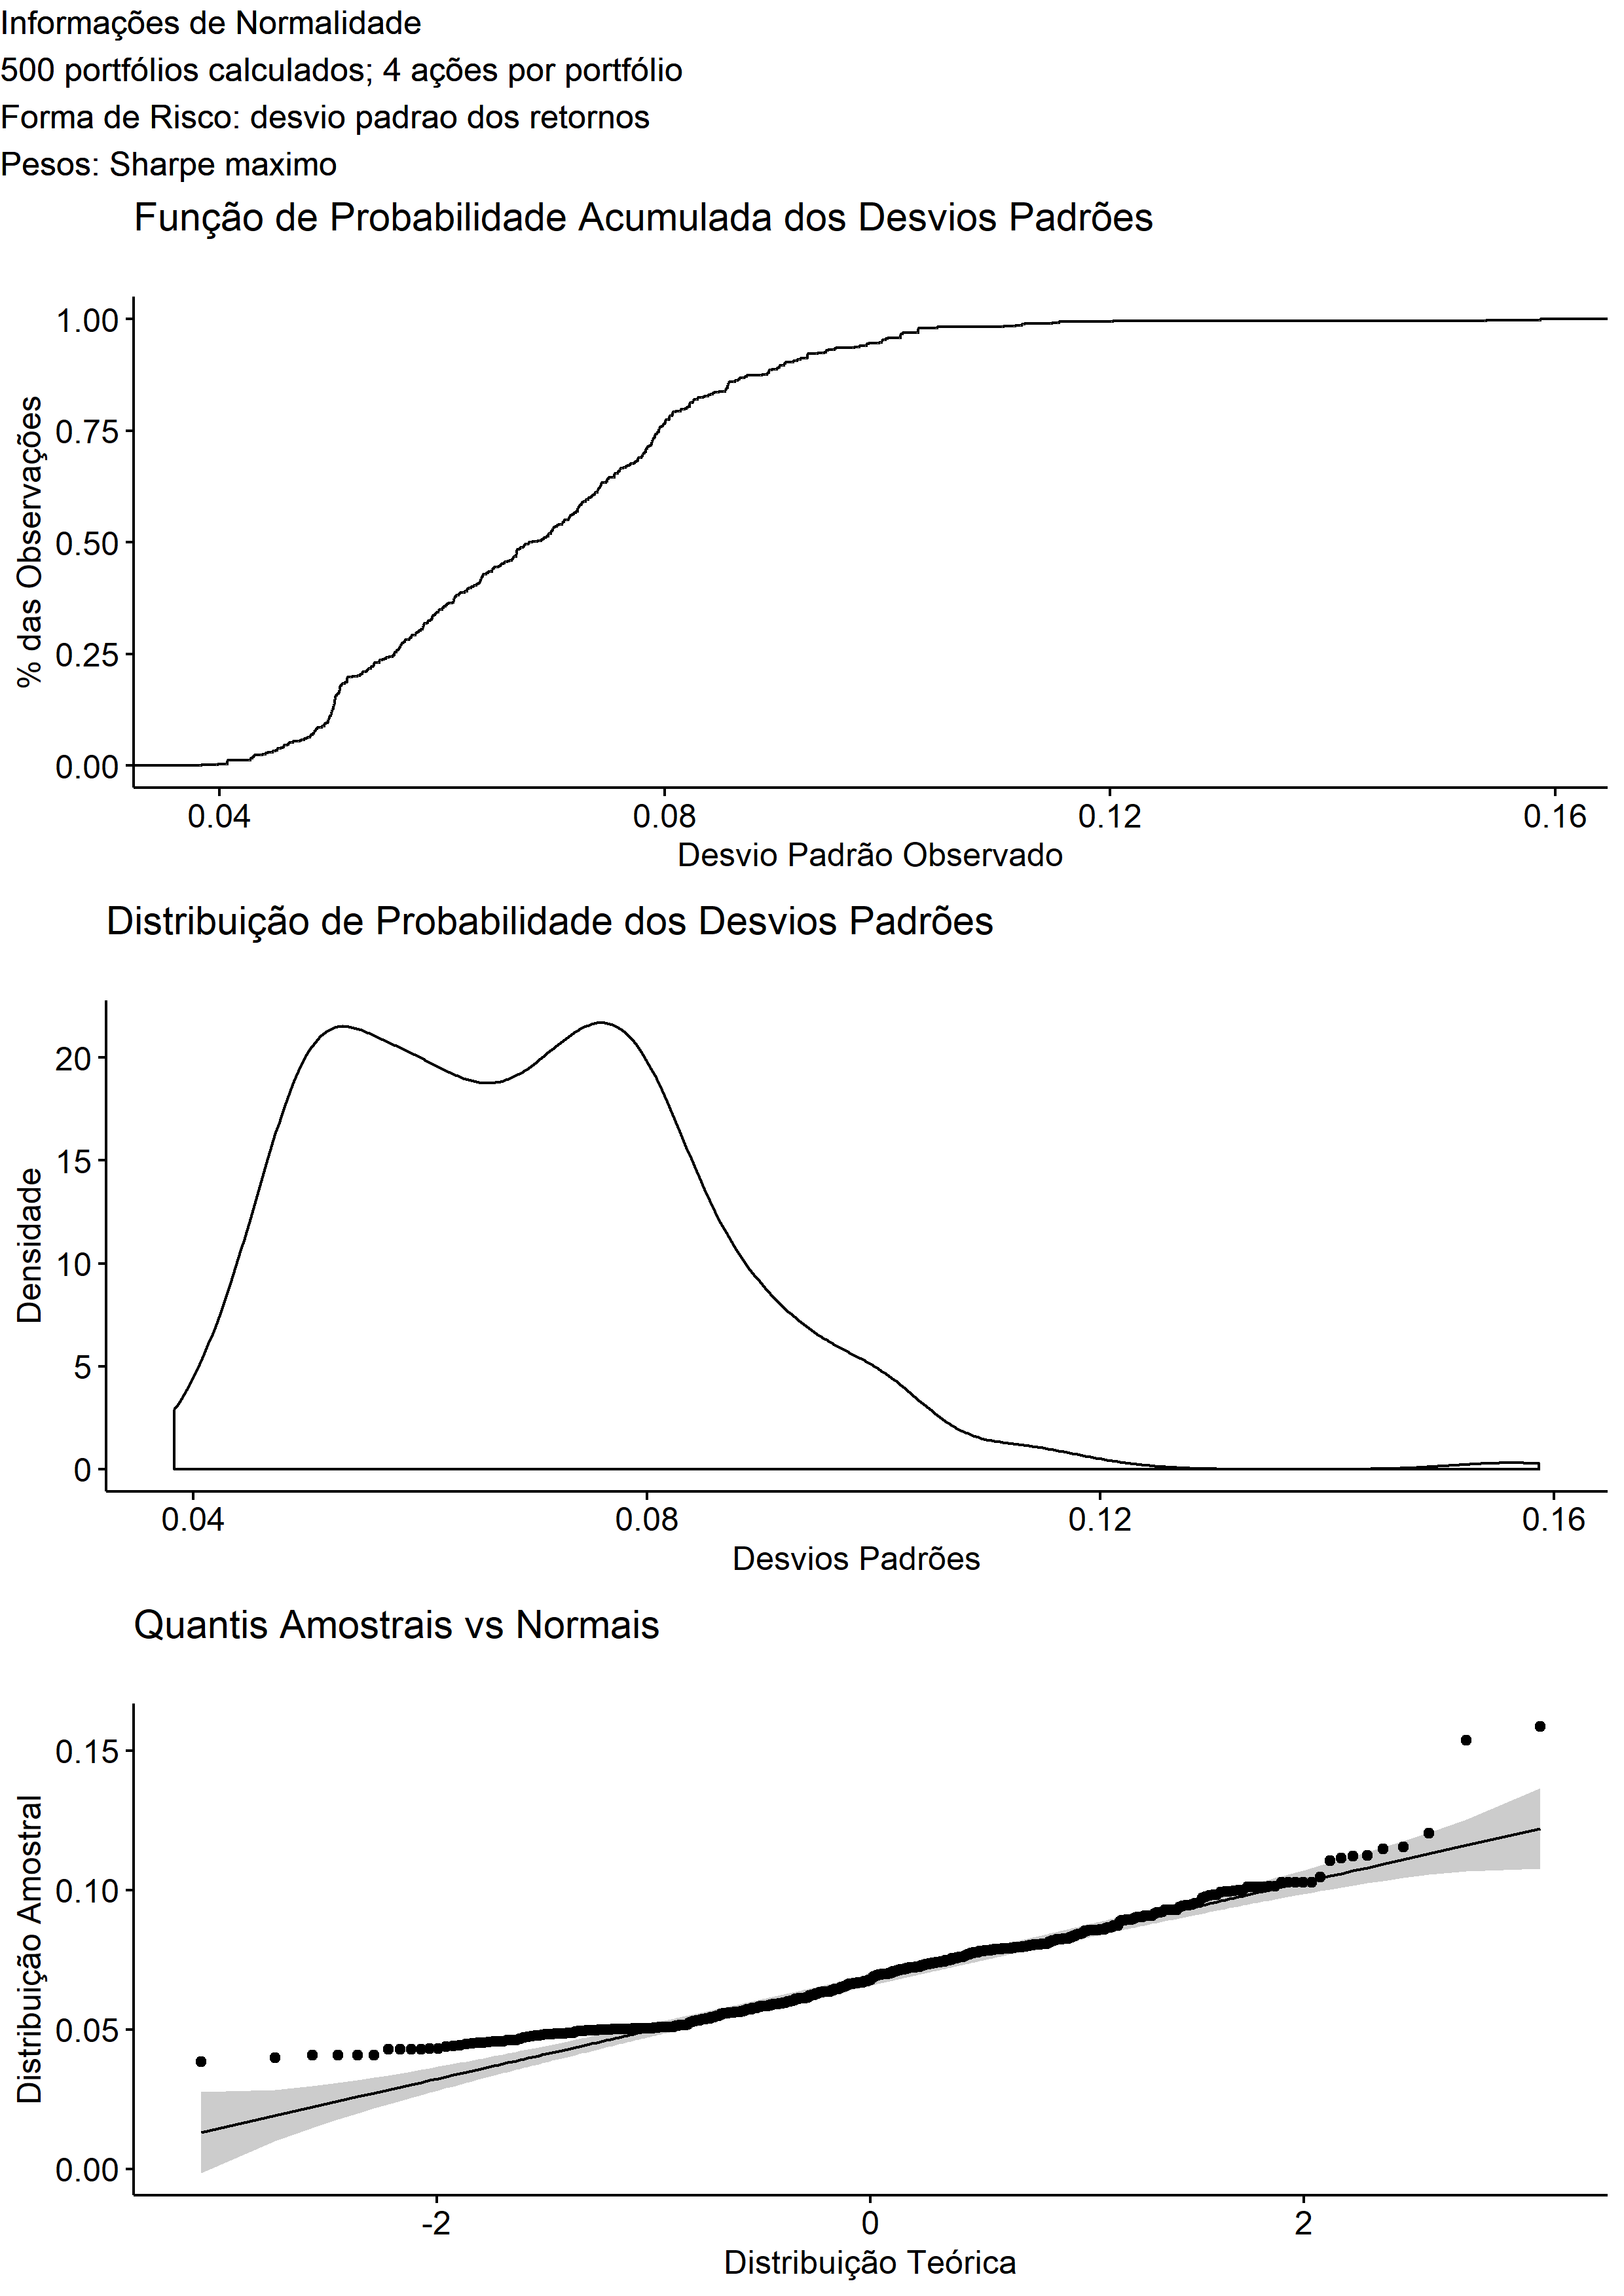 Informações de Normalidade
500 portfólios calculados; 4 ações por portfólio
Forma de Risco: desvio padrao dos retornos
Pesos: Sharpe maximo
Função de Probabilidade Acumulada dos Desvios Padrões
% das Observações
1.00
0.75
0.50
0.25
0.00
0.04
0.08
0.12
0.16
Desvio Padrão Observado
Distribuição de Probabilidade dos Desvios Padrões
Densidade
20
15
10
5
0
0.04
0.08
0.12
0.16
Desvios Padrões
Quantis Amostrais vs Normais
Distribuição Amostral
0.15
0.10
0.05
0.00
-2
0
2
Distribuição Teórica